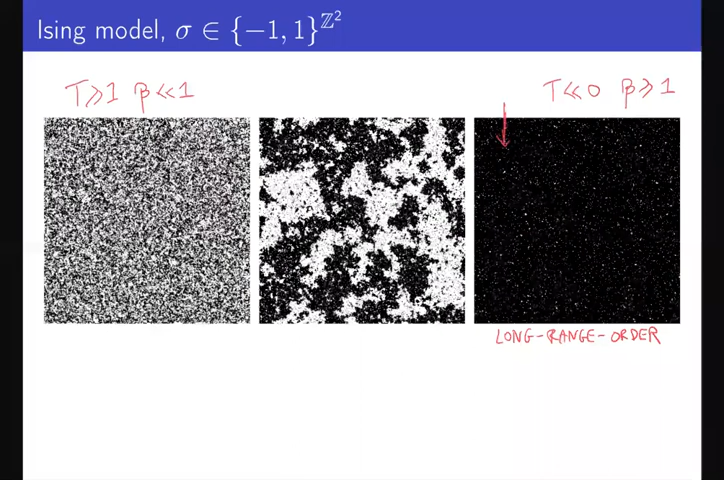 Ising model, σ ∈ {−1, 1}^ℤ²
T≫1 β≪1
T≪0 β≫1
LONG-RANGE-ORDER